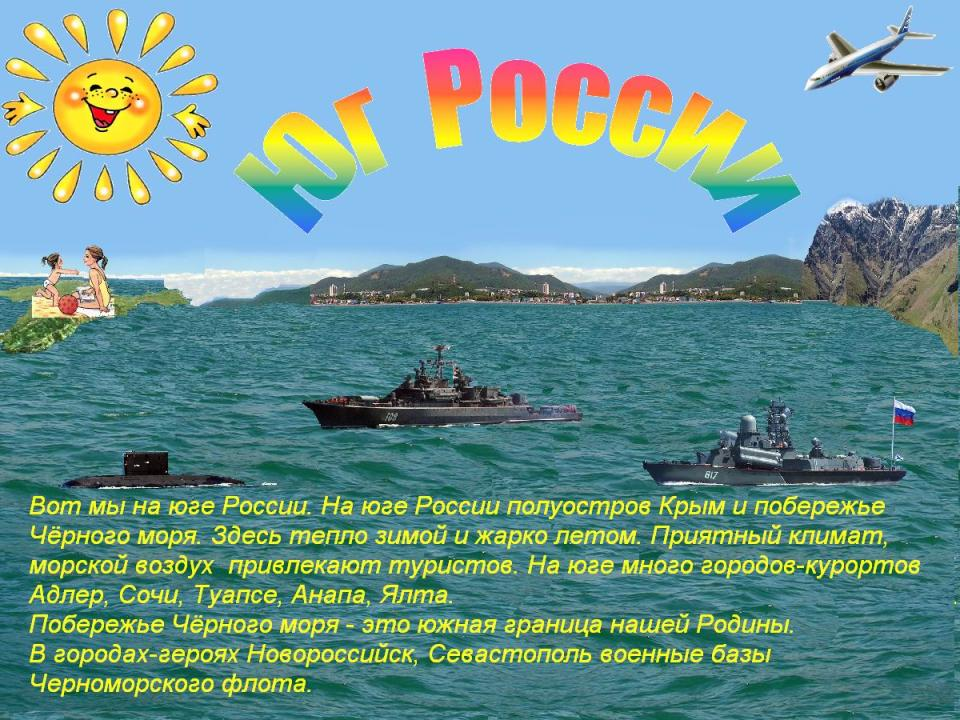 Юг России
Вот мы на юге России. На юге России полуостров Крым и побережье
Чёрного моря. Здесь тепло зимой и жарко летом. Приятный климат,
морской воздух привлекают туристов. На юге много городов-курортов
Адлер, Сочи, Туапсе, Анапа, Ялта.
Побережье Чёрного моря - это южная граница нашей Родины.
В городах-героях Новороссийск, Севастополь военные базы
Черноморского флота.
109
617